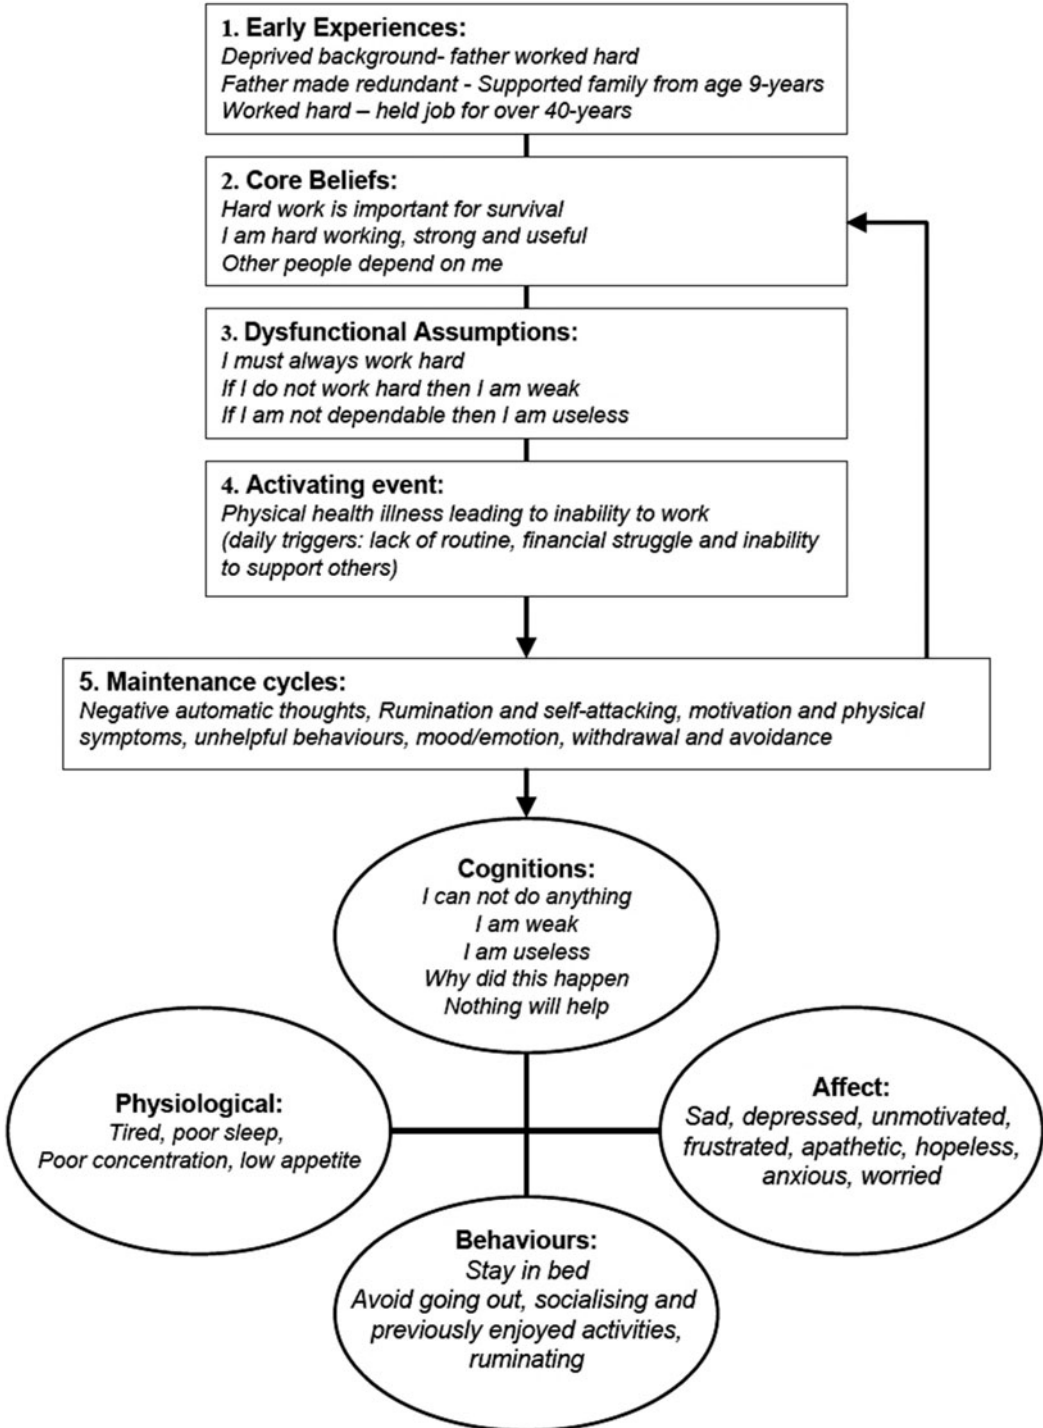 1. Early Experiences:
Deprived background- father worked hard
Father made redundant - Supported family from age 9-years
Worked hard – held job for over 40-years
2. Core Beliefs:
Hard work is important for survival
I am hard working, strong and useful
Other people depend on me
3. Dysfunctional Assumptions:
I must always work hard
If I do not work hard then I am weak
If I am not dependable then I am useless
4. Activating event:
Physical health illness leading to inability to work
(daily triggers: lack of routine, financial struggle and inability
to support others)
5. Maintenance cycles:
Negative automatic thoughts, Rumination and self-attacking, motivation and physical
symptoms, unhelpful behaviours, mood/emotion, withdrawal and avoidance
Cognitions:
I can not do anything
I am weak
I am useless
Why did this happen
Nothing will help
Physiological:
Tired, poor sleep,
Poor concentration, low appetite
Affect:
Sad, depressed, unmotivated,
frustrated, apathetic, hopeless,
anxious, worried
Behaviours:
Stay in bed
Avoid going out, socialising and
previously enjoyed activities,
ruminating